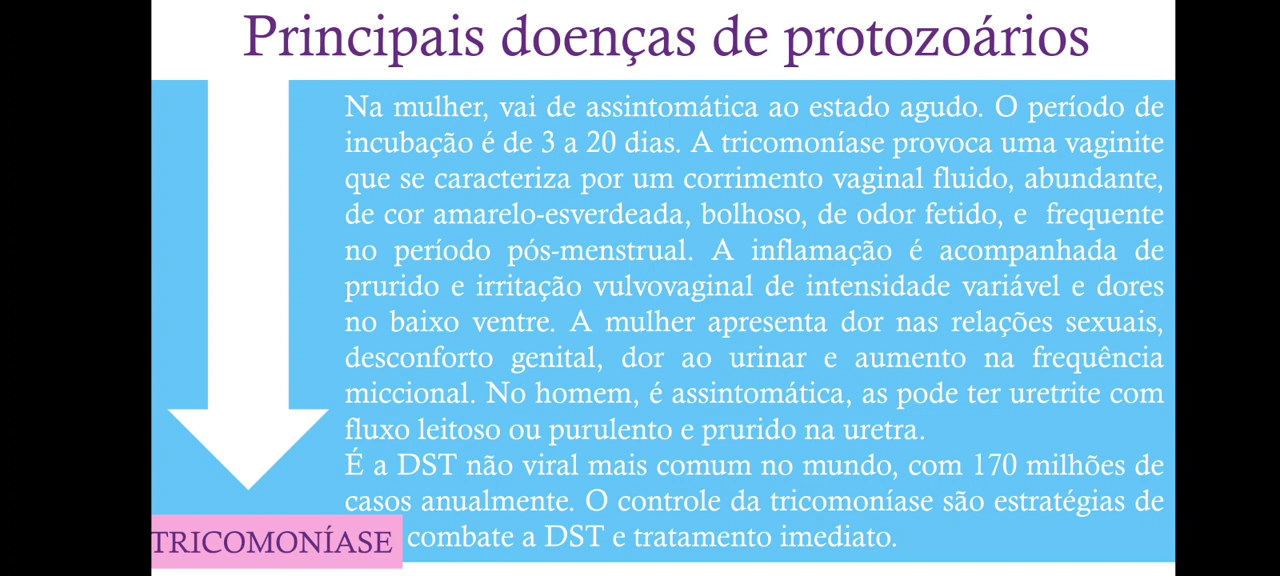 Principais doenças de protozoários
Na mulher, vai de assintomática ao estado agudo. O período de
incubação é de 3 a 20 dias. A tricomoníase provoca uma vaginite
que se caracteriza por um corrimento vaginal fluido, abundante,
de cor amarelo-esverdeada, bolhoso, de odor fetido, e frequente
no período pós-menstrual. A inflamação é acompanhada de
prurido e irritação vulvovaginal de intensidade variável e dores
no baixo ventre. A mulher apresenta dor nas relações sexuais,
desconforto genital, dor ao urinar e aumento na frequência
miccional. No homem, é assintomática, as pode ter uretrite com
fluxo leitoso ou purulento e prurido na uretra.
É a DST não viral mais comum no mundo, com 170 milhões de
casos anualmente. O controle da tricomoníase são estratégias de
combate a DST e tratamento imediato.
TRICOMONÍASE